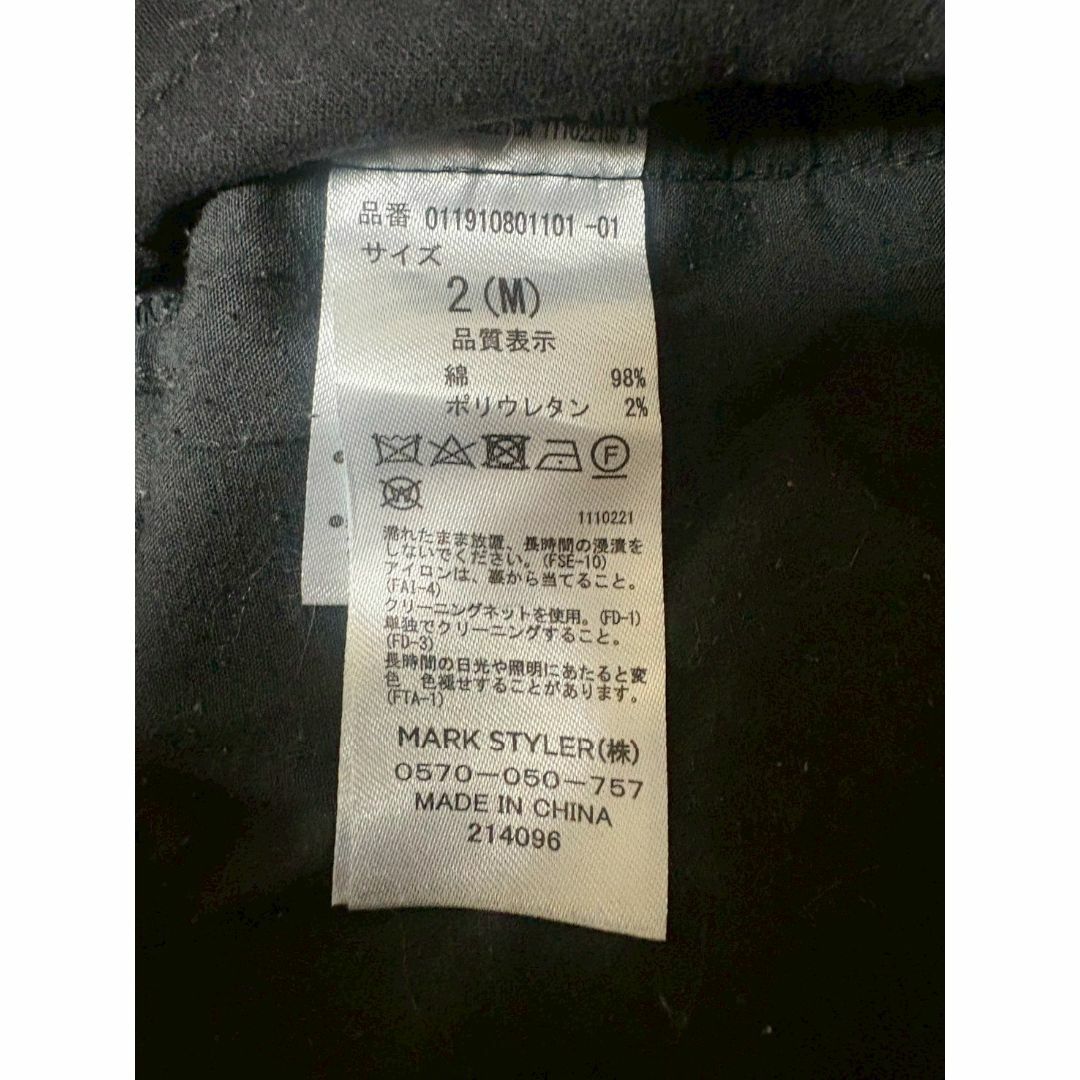 品番 011910801101 -01
サイズ
2 (M)
品質表示
綿 98%
ポリウレタン 2%
F
W
1110221
濡れたまま放置、長時間の浸漬を
しないでください。(FSE-10)
アイロンは、裏から当てること。
(FAI-4)
クリーニングネットを使用。(FD-1)
単独でクリーニングすること。
(FD-3)
長時間の日光や照明にあたると変
色、色褪せすることがあります。
(FTA-1)
MARK STYLER(株)
0570-050-757
MADE IN CHINA
214096